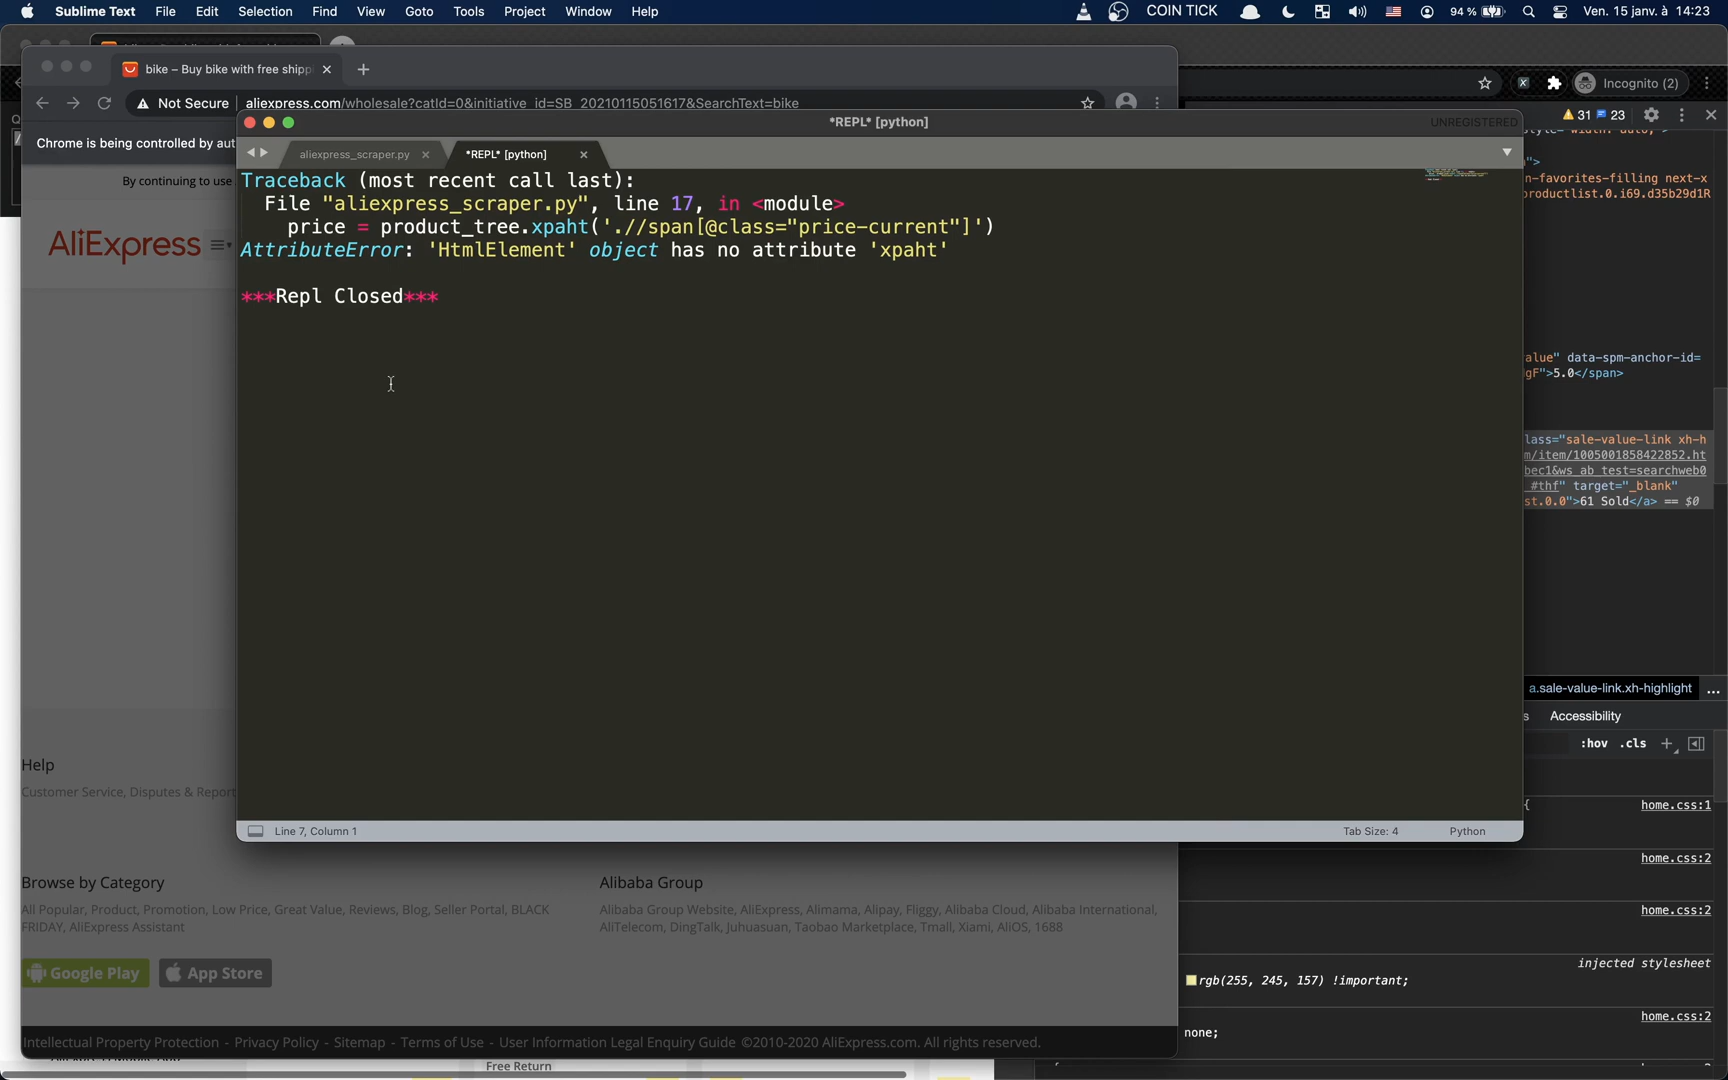 Sublime Text File Edit Selection Find View Goto Tools Project Window Help COIN TICK 94 % Ven. 15 janv. à 14:23
bike – Buy bike with free shipp
Not Secure aliexpress.com/wholesale?catId=0&initiative_id=SB_20210115051617&SearchText=bike
Incognito (2)
Chrome is being controlled by aut
*REPL* [python]
UNREGISTERED
31 23
aliexpress_scraper.py
*REPL* [python]
By continuing to use
AliExpress
Traceback (most recent call last):
File "aliexpress_scraper.py", line 17, in <module>
price = product_tree.xpaht('.//span[@class="price-current"]')
AttributeError: 'HtmlElement' object has no attribute 'xpaht'
***Repl Closed***
n-favorites-filling next-x
productlist.0.i69.d35b29d1R
alue" data-spm-anchor-id=
gF">5.0</span>
lass="sale-value-link xh-h
m/item/1005001858422852.ht
bec1&ws_ab_test=searchweb0
_#thf" target="_blank"
st.0.0">61 Sold</a> == $0
a.sale-value-link.xh-highlight ...
s Accessibility
:hov .cls
{ home.css:1
home.css:2
home.css:2
injected stylesheet
rgb(255, 245, 157) !important;
home.css:2
none;
Line 7, Column 1
Tab Size: 4 Python
Help
Customer Service, Disputes & Report
Browse by Category
All Popular, Product, Promotion, Low Price, Great Value, Reviews, Blog, Seller Portal, BLACK
FRIDAY, AliExpress Assistant
Alibaba Group
Alibaba Group Website, AliExpress, Alimama, Alipay, Fliggy, Alibaba Cloud, Alibaba International,
AliTelecom, DingTalk, Juhuasuan, Taobao Marketplace, Tmall, Xiami, AliOS, 1688
Google Play
App Store
Intellectual Property Protection - Privacy Policy - Sitemap - Terms of Use - User Information Legal Enquiry Guide ©2010-2020 AliExpress.com. All rights reserved.
Free Return